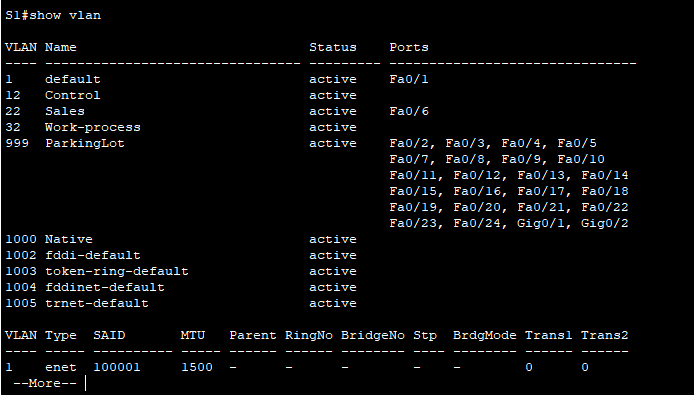 S1#show vlan
VLAN Name                             Status    Ports
---- -------------------------------- --------- -------------------------------
1    default                          active    Fa0/1
12   Control                          active
22   Sales                            active    Fa0/6
32   Work-process                     active
999  ParkingLot                       active    Fa0/2, Fa0/3, Fa0/4, Fa0/5
                                                Fa0/7, Fa0/8, Fa0/9, Fa0/10
                                                Fa0/11, Fa0/12, Fa0/13, Fa0/14
                                                Fa0/15, Fa0/16, Fa0/17, Fa0/18
                                                Fa0/19, Fa0/20, Fa0/21, Fa0/22
                                                Fa0/23, Fa0/24, Gig0/1, Gig0/2
1000 Native                           active
1002 fddi-default                     active
1003 token-ring-default               active
1004 fddinet-default                  active
1005 trnet-default                    active
VLAN Type  SAID       MTU   Parent RingNo BridgeNo Stp  BrdgMode Trans1 Trans2
---- ----- ---------- ----- ------ ------ -------- ---- -------- ------ ------
1    enet  100001     1500  -      -      -        -    -        0      0
 --More--